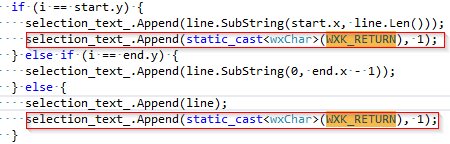 if (i == start.y) {
selection_text_.Append(line.SubString(start.x, line.Len()));
selection_text_.Append(static_cast<wxChar>(WXK_RETURN), 1);
} else if (i == end.y) {
selection_text_.Append(line.SubString(0, end.x - 1));
} else {
selection_text_.Append(line);
selection_text_.Append(static_cast<wxChar>(WXK_RETURN), 1);
}